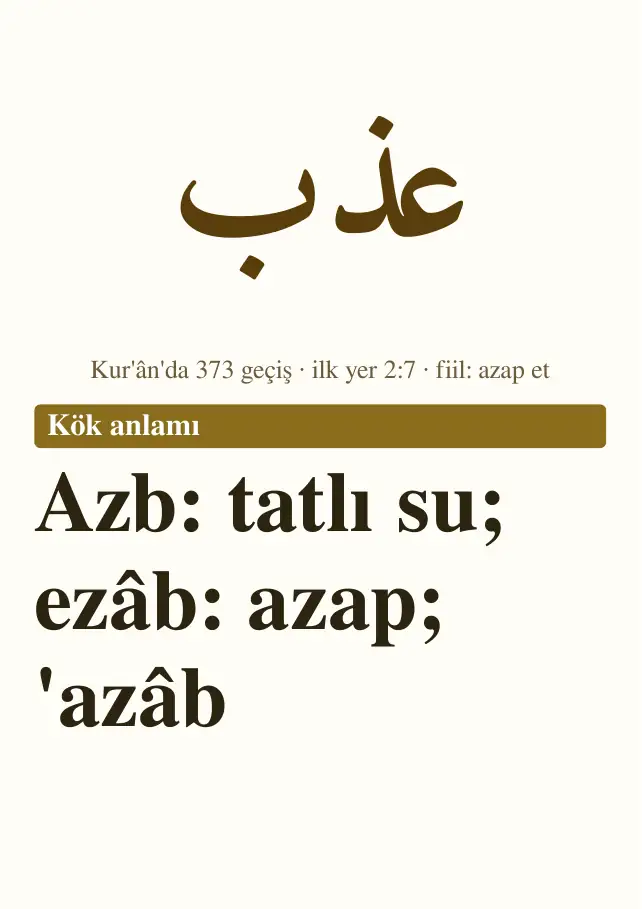 عذب
Kur'ân'da 373 geçiş · ilk yer 2:7 · fiil: azap et
Kök anlamı
Azb: tatlı su;
ezâb: azap;
'azâb